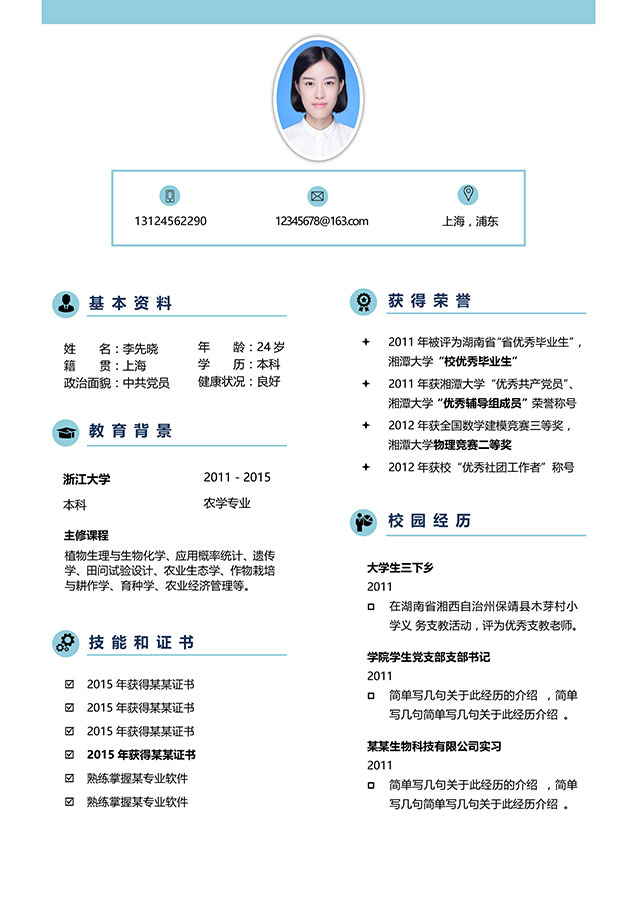 13124562290
12345678@163.com
上海，浦东
基本资料
姓　　名：李先晓
年　　龄：24 岁
籍　　贯：上海
学　　历：本科
政治面貌：中共党员
健康状况：良好
教育背景
浙江大学
2011 - 2015
本科
农学专业
主修课程
植物生理与生物化学、应用概率统计、遗传
学、田问试验设计、农业生态学、作物栽培
与耕作学、育种学、农业经济管理等。
技能和证书
2015 年获得某某证书
2015 年获得某某证书
2015 年获得某某证书
2015 年获得某某证书
熟练掌握某专业软件
熟练掌握某专业软件
获得荣誉
2011 年被评为湖南省“省优秀毕业生”，
湘潭大学“校优秀毕业生”
2011 年获湘潭大学“优秀共产党员”、
湘潭大学“优秀辅导组成员”荣誉称号
2012 年获全国数学建模竞赛三等奖，
湘潭大学物理竞赛二等奖
2012 年获校“优秀社团工作者”称号
校园经历
大学生三下乡
2011
在湖南省湘西自治州保靖县木芽村小
学义 务支教活动，评为优秀支教老师。
学院学生党支部支部书记
2011
简单写几句关于此经历的介绍 ，简单
写几句简单写几句关于此经历介绍 。
某某生物科技有限公司实习
2011
简单写几句关于此经历的介绍 ，简单
写几句简单写几句关于此经历介绍 。